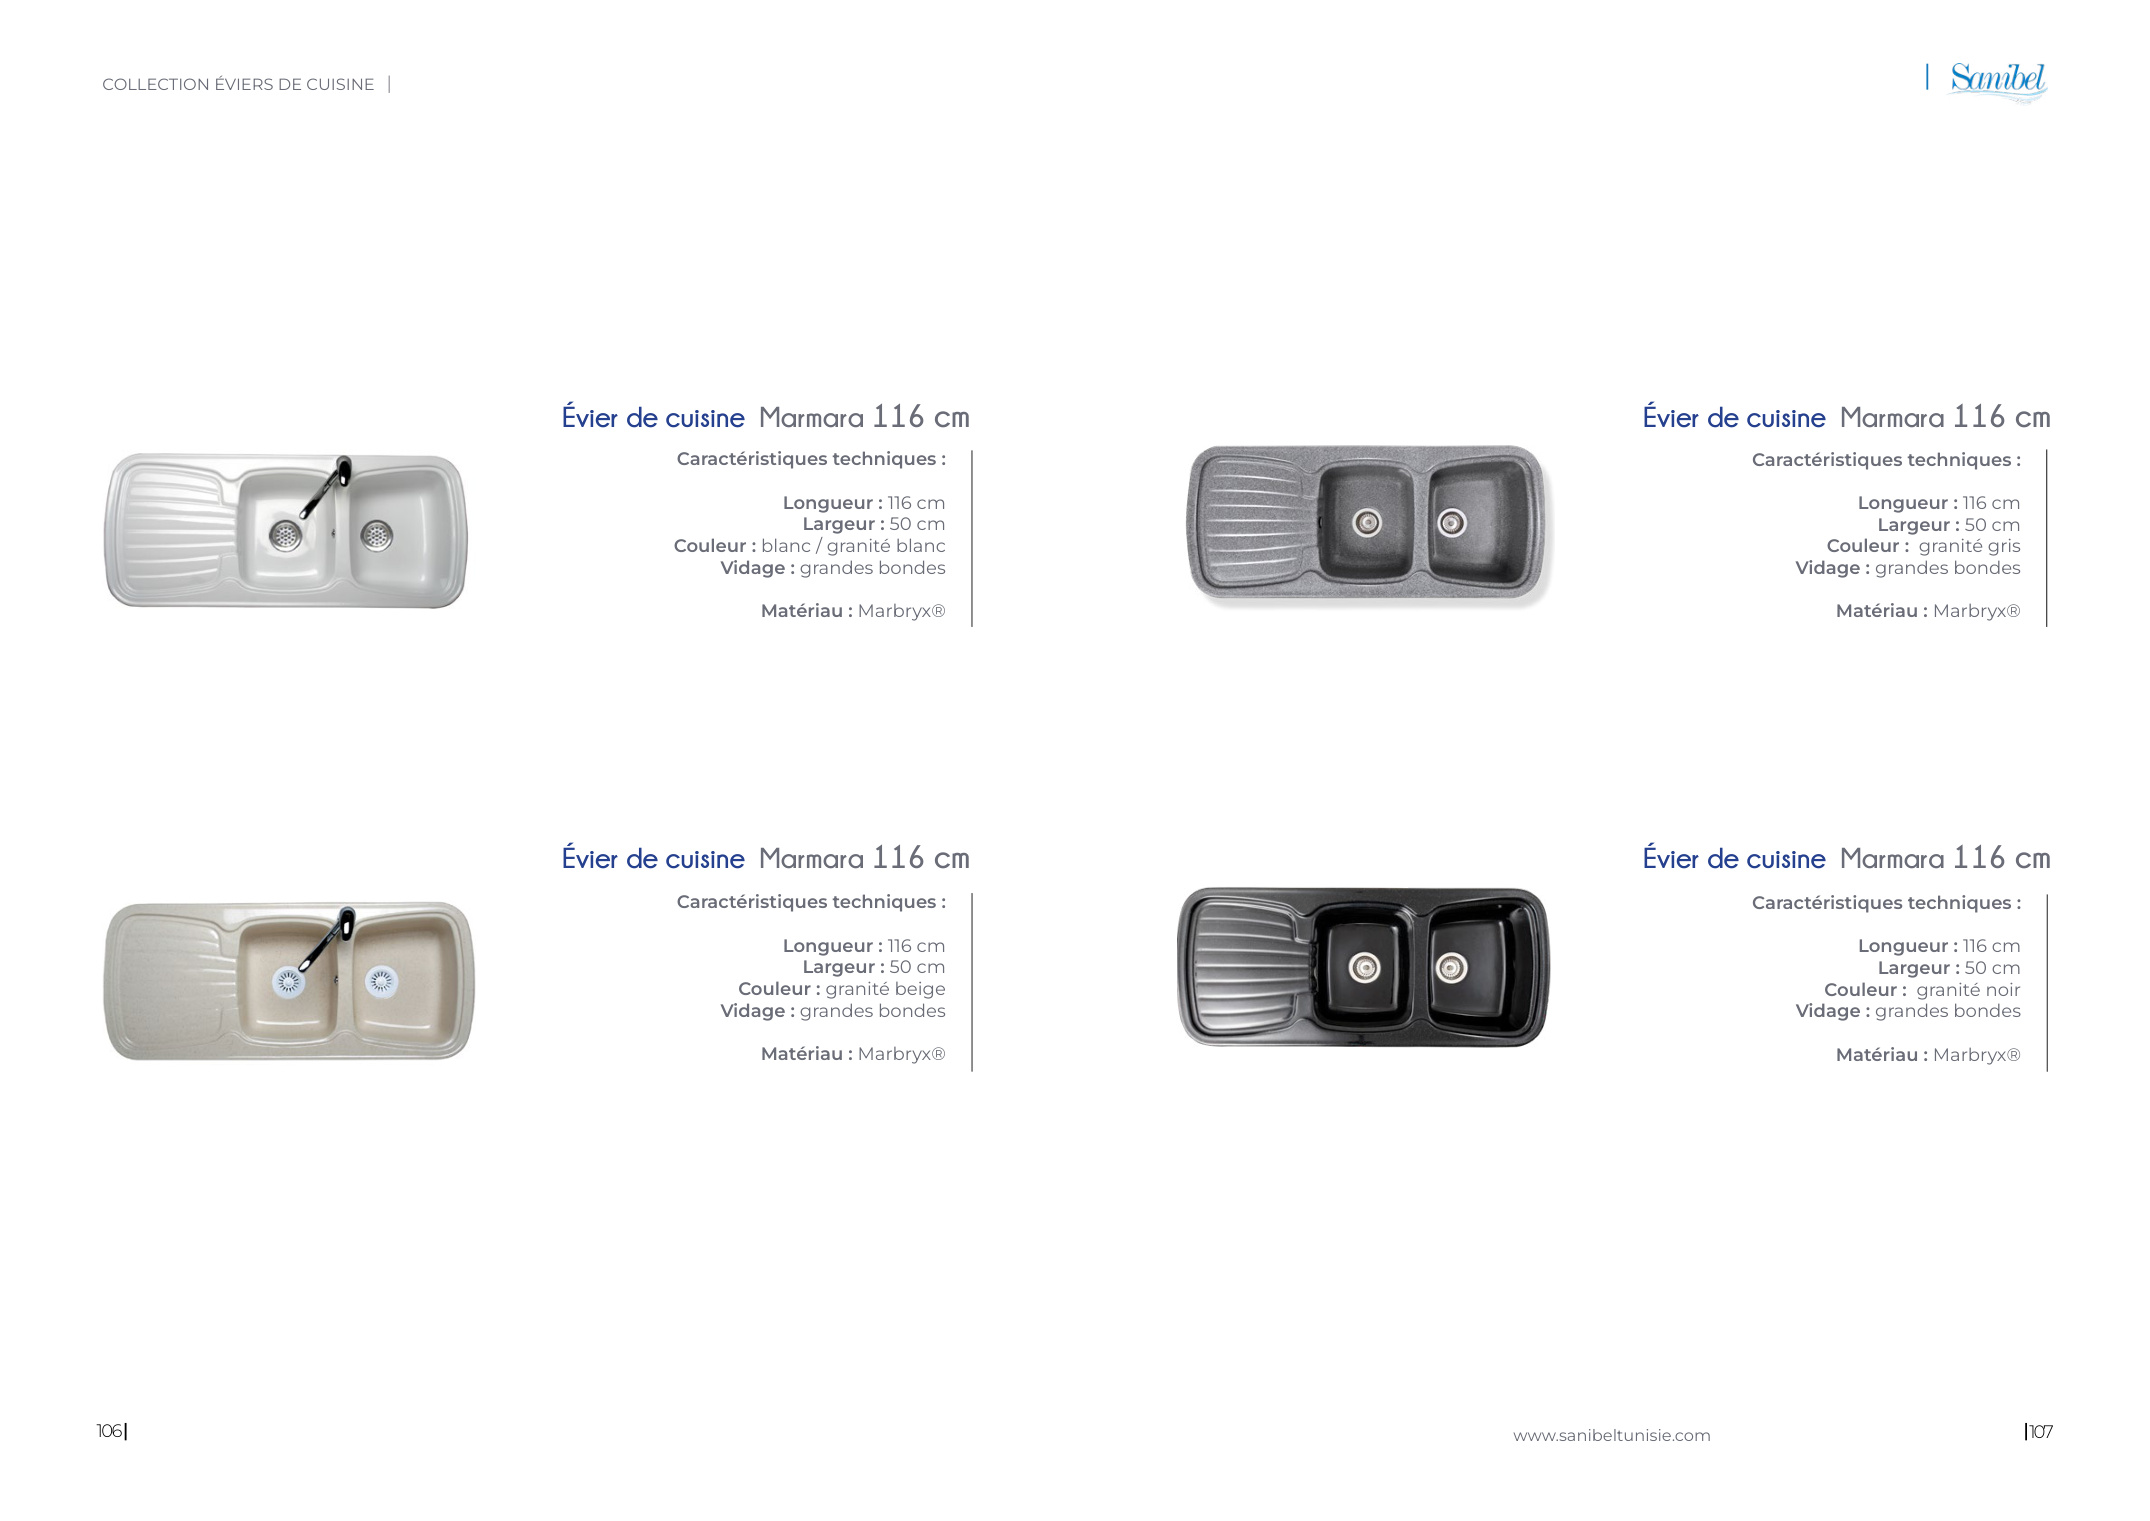 COLLECTION ÉVIERS DE CUISINE
Sanibel
Évier de cuisine Marmara 116 cm
Caractéristiques techniques :
Longueur : 116 cm
Largeur : 50 cm
Couleur : blanc / granité blanc
Vidage : grandes bondes
Matériau : Marbryx®
Évier de cuisine Marmara 116 cm
Caractéristiques techniques :
Longueur : 116 cm
Largeur : 50 cm
Couleur : granité beige
Vidage : grandes bondes
Matériau : Marbryx®
Évier de cuisine Marmara 116 cm
Caractéristiques techniques :
Longueur : 116 cm
Largeur : 50 cm
Couleur : granité gris
Vidage : grandes bondes
Matériau : Marbryx®
Évier de cuisine Marmara 116 cm
Caractéristiques techniques :
Longueur : 116 cm
Largeur : 50 cm
Couleur : granité noir
Vidage : grandes bondes
Matériau : Marbryx®
106
www.sanibeltunisie.com
107